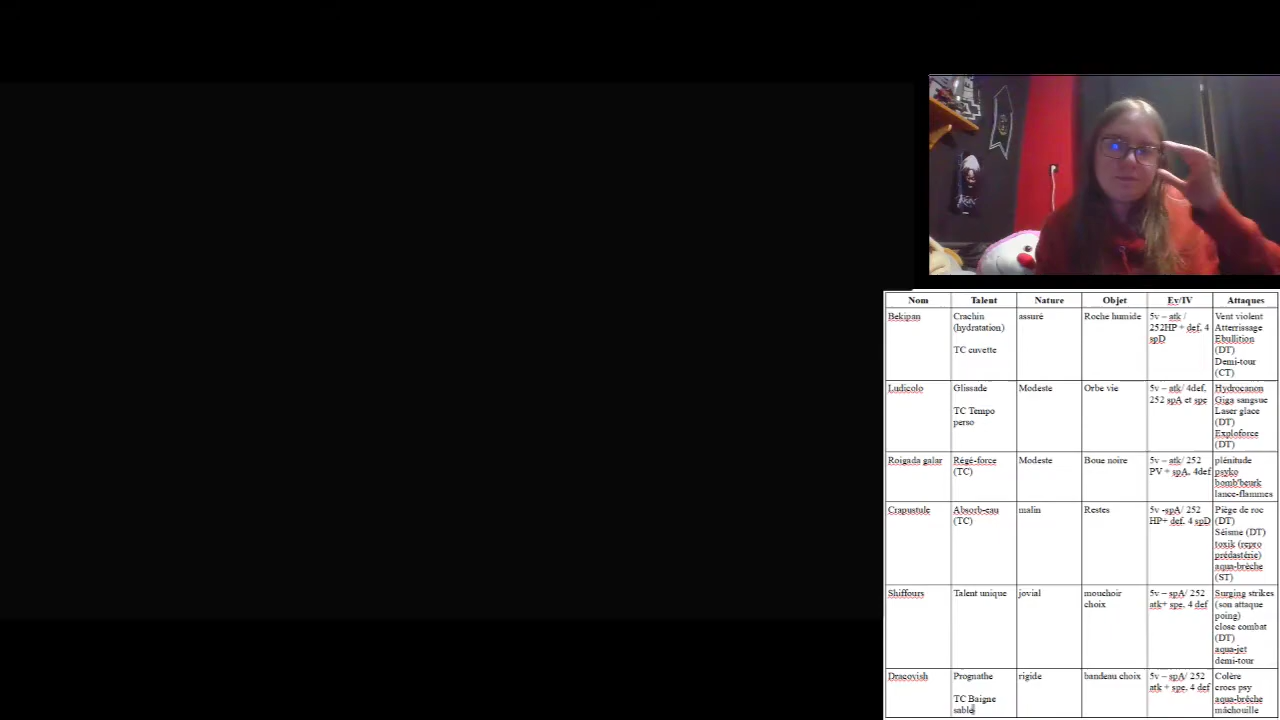 Nom Talent Nature Objet Ev/IV Attaques
Bekipan
Crachin
(hydratation)
TC cuvette
assuré
Roche humide
5v – atk /
252HP + def. 4
spD
Vent violent
Atterrissage
Ebullition
(DT)
Demi-tour
(CT)
Ludicolo
Glissade
TC Tempo
perso
Modeste
Orbe vie
5v – atk/ 4def.
252 spA et spe
Hydrocanon
Giga sangsue
Laser glace
(DT)
Exploforce
(DT)
Roigada galar
Régé-force
(TC)
Modeste
Boue noire
5v – atk/ 252
PV + spA. 4def
plénitude
psyko
bomb'beurk
lance-flammes
Crapustule
Absorb-eau
(TC)
malin
Restes
5v -spA/ 252
HP+ def. 4 spD
Piège de roc
(DT)
Séisme (DT)
toxik (repro
prédastérie)
aqua-brèche
(ST)
Shiffours
Talent unique
jovial
mouchoir
choix
5v – spA/ 252
atk+ spe. 4 def
Surging strikes
(son attaque
poing)
close combat
(DT)
aqua-jet
demi-tour
Dracovish
Prognathe
TC Baigne
sable
rigide
bandeau choix
5v – spA/ 252
atk + spe. 4 def
Colère
crocs psy
aqua-brèche
mâchouille